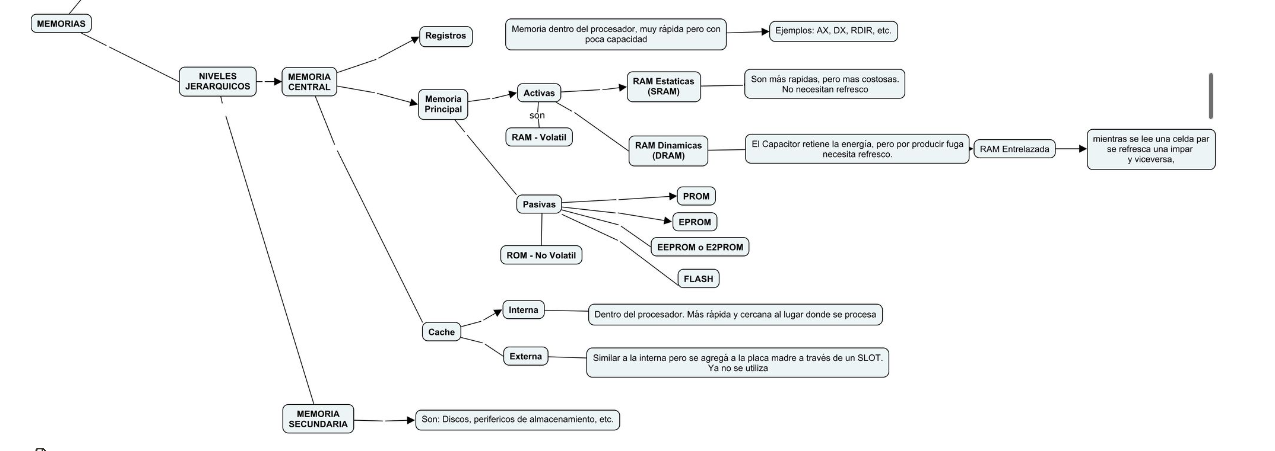 MEMORIAS
NIVELES
JERARQUICOS
MEMORIA
CENTRAL
Registros
Memoria dentro del procesador, muy rápida pero con
poca capacidad
Ejemplos: AX, DX, RDIR, etc.
Memoria
Principal
Activas
son
RAM - Volatil
RAM Estaticas
(SRAM)
Son más rapidas, pero mas costosas.
No necesitan refresco
RAM Dinamicas
(DRAM)
El Capacitor retiene la energía, pero por producir fuga
necesita refresco.
RAM Entrelazada
mientras se lee una celda par
se refresca una impar
y viceversa,
Pasivas
ROM - No Volatil
PROM
EPROM
EEPROM o E2PROM
FLASH
Cache
Interna
Dentro del procesador. Más rápida y cercana al lugar donde se procesa
Externa
Similar a la interna pero se agregá a la placa madre a través de un SLOT.
Ya no se utiliza
MEMORIA
SECUNDARIA
Son: Discos, perifericos de almacenamiento, etc.